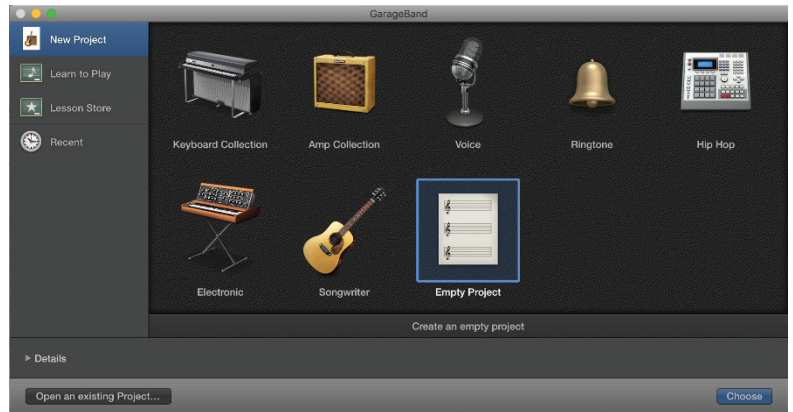 GarageBand
New Project
Learn to Play
Lesson Store
Recent
Keyboard Collection
Amp Collection
Voice
Ringtone
Hip Hop
Electronic
Songwriter
Empty Project
Create an empty project
Details
Open an existing Project...
Choose